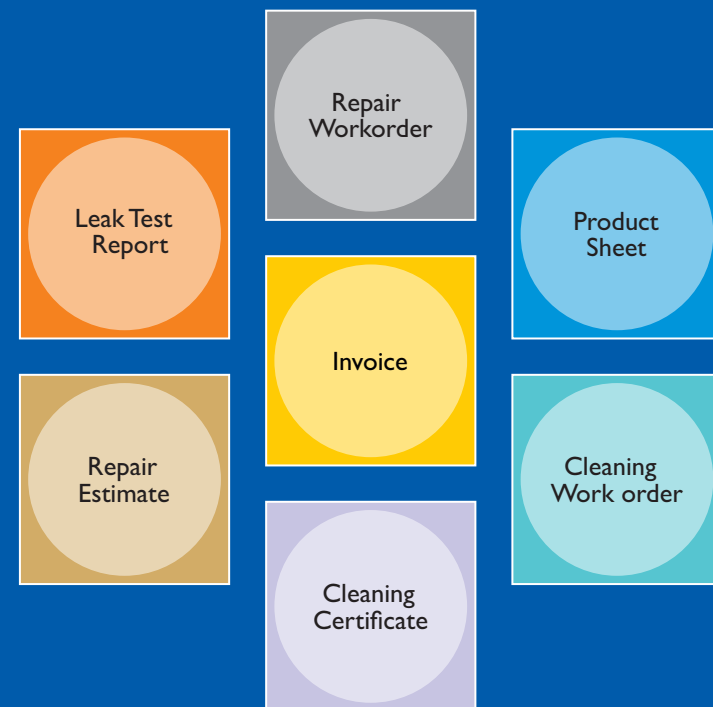 Repair
Workorder
Leak Test
Report
Product
Sheet
Invoice
Repair
Estimate
Cleaning
Work order
Cleaning
Certificate